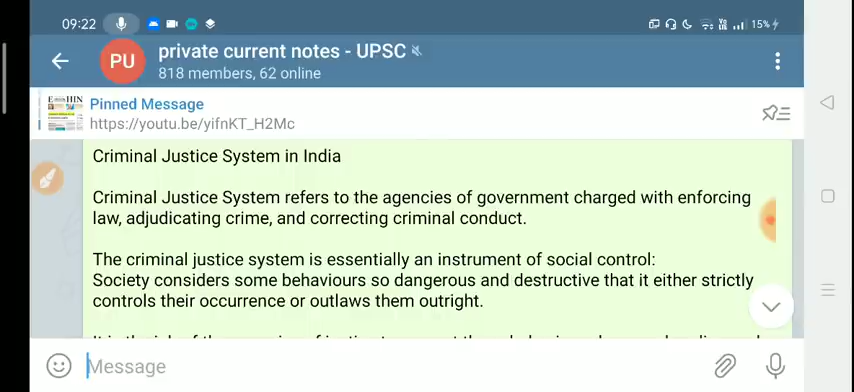 09:22
15%
private current notes - UPSC
PU
818 members, 62 online
Pinned Message
https://youtu.be/yifnKT_H2Mc
Criminal Justice System in India
Criminal Justice System refers to the agencies of government charged with enforcing
law, adjudicating crime, and correcting criminal conduct.
The criminal justice system is essentially an instrument of social control:
Society considers some behaviours so dangerous and destructive that it either strictly
controls their occurrence or outlaws them outright.
Message